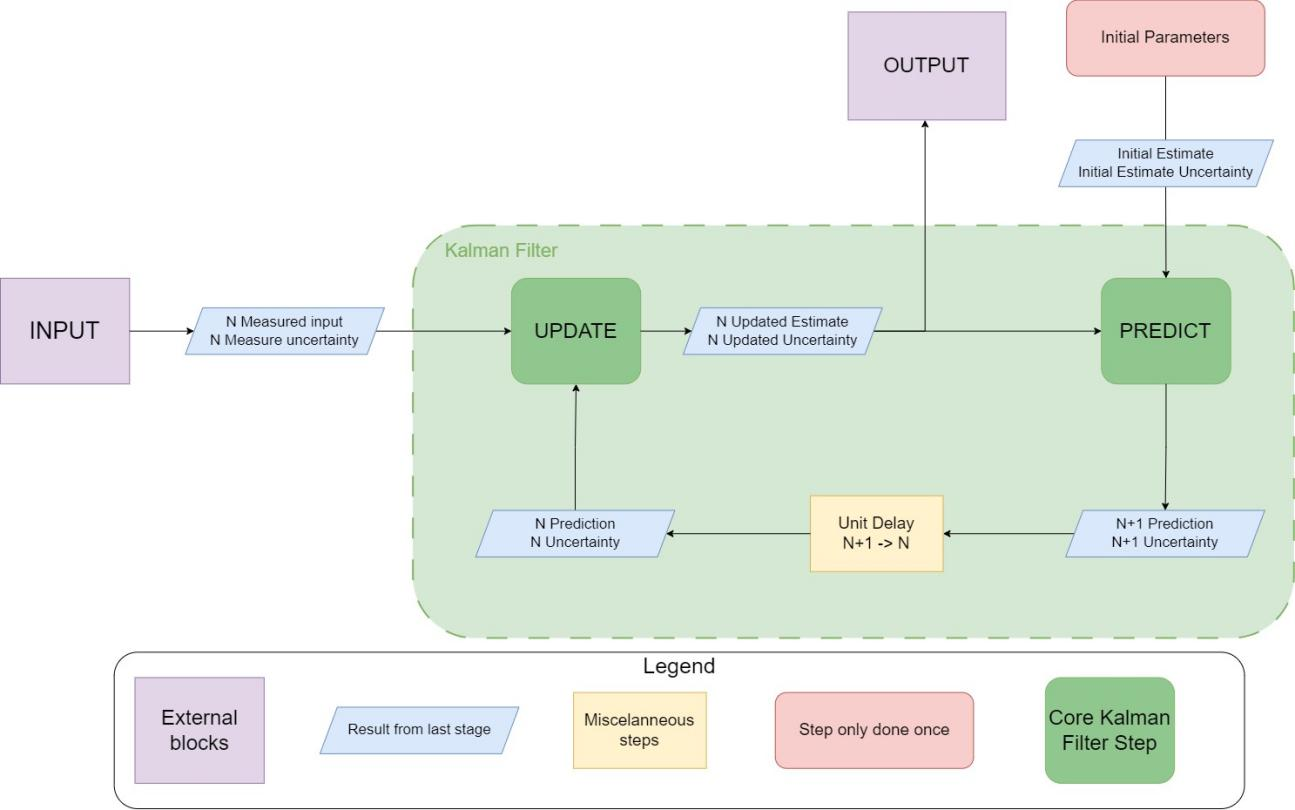 Initial Parameters
OUTPUT
Initial Estimate
Initial Estimate Uncertainty
Kalman Filter
INPUT
N Measured input
N Measure uncertainty
UPDATE
N Updated Estimate
N Updated Uncertainty
PREDICT
N Prediction
N Uncertainty
Unit Delay
N+1 -> N
N+1 Prediction
N+1 Uncertainty
Legend
External
blocks
Result from last stage
Miscelanneous
steps
Step only done once
Core Kalman
Filter Step